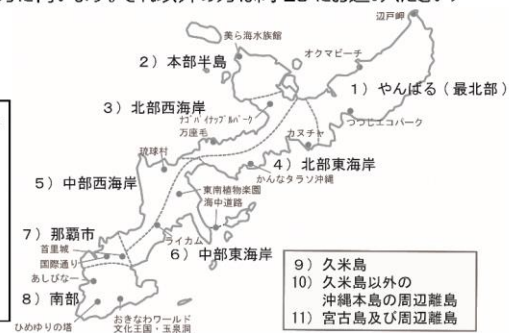 辺戸岬
美ら海水族館
オクマビーチ
2）本部半島
1）やんばる（最北部）
3）北部西海岸
ﾅｺﾞﾊﾟｲﾅｯﾌﾟﾙﾊﾟｰｸ
万座毛
つつじエコパーク
カヌチャ
琉球村
4）北部東海岸
かんなタラソ沖縄
5）中部西海岸
東南植物楽園
海中道路
7）那覇市
首里城
ライカム
国際通り
6）中部東海岸
あしびなー
8）南部
おきなわワールド
文化王国・玉泉洞
ひめゆりの塔
9）久米島
10）久米島以外の
沖縄本島の周辺離島
11）宮古島及び周辺離島